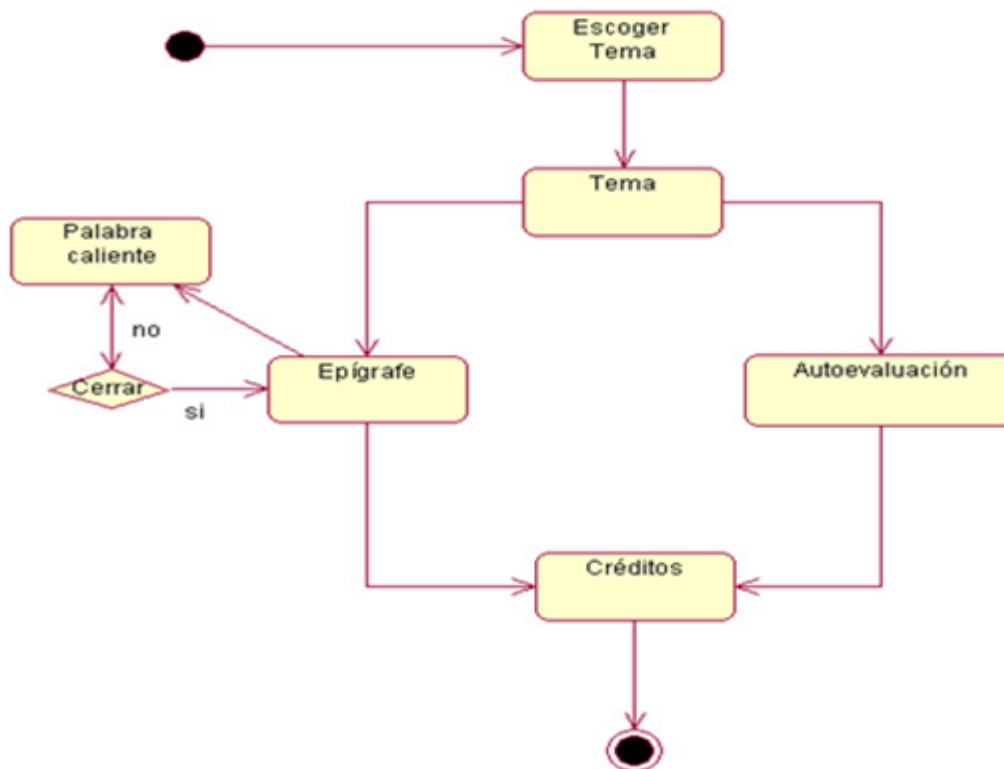 Escoger
Tema
Tema
Palabra
caliente
no
Cerrar
si
Epígrafe
Autoevaluación
Créditos